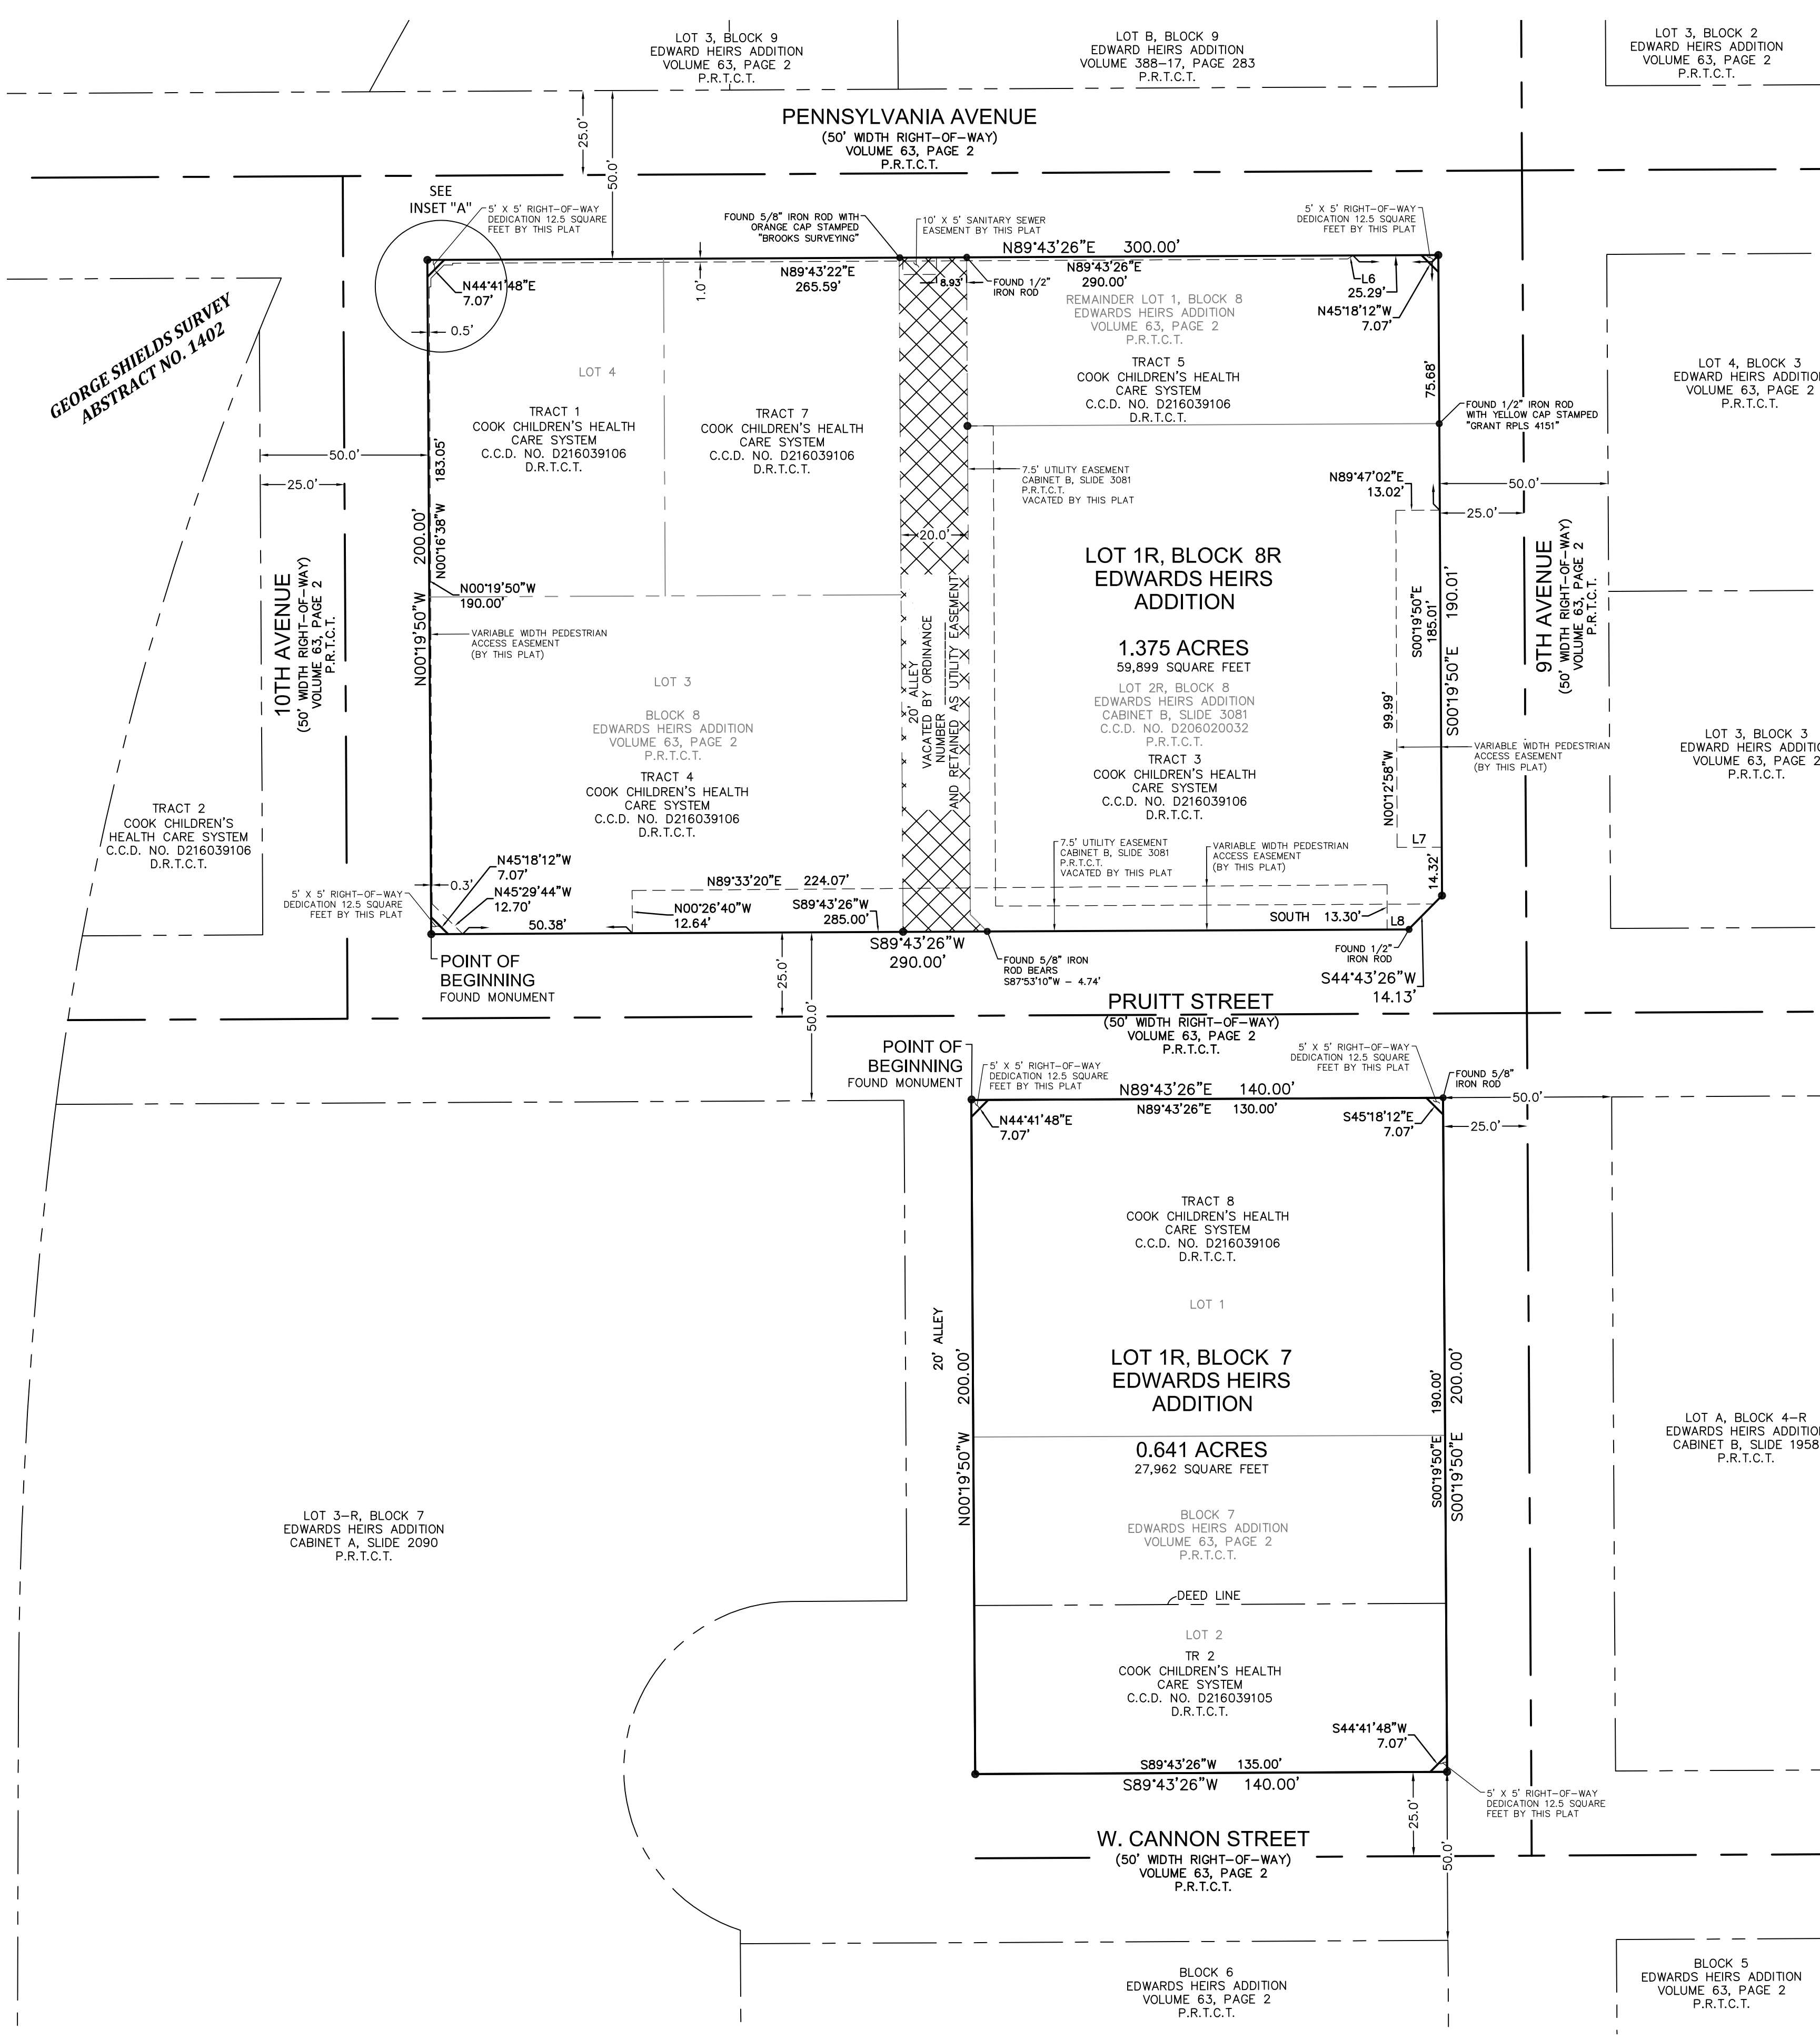 LOT 3, BLOCK 9
EDWARD HEIRS ADDITION
VOLUME 63, PAGE 2
P.R.T.C.T.
LOT B, BLOCK 9
EDWARD HEIRS ADDITION
VOLUME 388-17, PAGE 283
P.R.T.C.T.
LOT 3, BLOCK 2
EDWARD HEIRS ADDITION
VOLUME 63, PAGE 2
P.R.T.C.T.
25.0'
50.0'
PENNSYLVANIA AVENUE
(50' WIDTH RIGHT-OF-WAY)
VOLUME 63, PAGE 2
P.R.T.C.T.
SEE
INSET "A"
5' X 5' RIGHT-OF-WAY
DEDICATION 12.5 SQUARE
FEET BY THIS PLAT
FOUND 5/8" IRON ROD WITH
ORANGE CAP STAMPED
"BROOKS SURVEYING"
10' X 5' SANITARY SEWER
EASEMENT BY THIS PLAT
N89°43'26"E 300.00'
5' X 5' RIGHT-OF-WAY
DEDICATION 12.5 SQUARE
FEET BY THIS PLAT
N44°41'48"E
7.07'
0.5'
1.0'
N89°43'22"E
265.59'
8.93'
FOUND 1/2"
IRON ROD
N89°43'26"E
290.00'
L6
25.29'
N45°18'12"W
7.07'
REMAINDER LOT 1, BLOCK 8
EDWARDS HEIRS ADDITION
VOLUME 63, PAGE 2
P.R.T.C.T.
GEORGE SHIELDS SURVEY
ABSTRACT NO. 1402
LOT 4
TRACT 1
COOK CHILDREN'S HEALTH
CARE SYSTEM
C.C.D. NO. D216039106
D.R.T.C.T.
TRACT 7
COOK CHILDREN'S HEALTH
CARE SYSTEM
C.C.D. NO. D216039106
D.R.T.C.T.
TRACT 5
COOK CHILDREN'S HEALTH
CARE SYSTEM
C.C.D. NO. D216039106
D.R.T.C.T.
75.68'
FOUND 1/2" IRON ROD
WITH YELLOW CAP STAMPED
"GRANT RPLS 4151"
LOT 4, BLOCK 3
EDWARD HEIRS ADDITIO
VOLUME 63, PAGE 2
P.R.T.C.T.
50.0'
25.0'
N00°16'38"W 183.05'
7.5' UTILITY EASEMENT
CABINET B, SLIDE 3081
P.R.T.C.T.
VACATED BY THIS PLAT
N89°47'02"E
13.02'
50.0'
25.0'
20.0'
N00°19'50"W 200.00'
N00°19'50"W
190.00'
10TH AVENUE
(50' WIDTH RIGHT-OF-WAY)
VOLUME 63, PAGE 2
P.R.T.C.T.
VARIABLE WIDTH PEDESTRIAN
ACCESS EASEMENT
(BY THIS PLAT)
20' ALLEY
VACATED BY ORDINANCE
NUMBER
AND RETAINED AS UTILITY EASEMENT
LOT 1R, BLOCK 8R
EDWARDS HEIRS
ADDITION
1.375 ACRES
59,899 SQUARE FEET
S00°19'50"E
185.01'
S00°19'50"E 190.01'
9TH AVENUE
(50' WIDTH RIGHT-OF-WAY)
VOLUME 63, PAGE 2
P.R.T.C.T.
LOT 3
BLOCK 8
EDWARDS HEIRS ADDITION
VOLUME 63, PAGE 2
P.R.T.C.T.
TRACT 4
COOK CHILDREN'S HEALTH
CARE SYSTEM
C.C.D. NO. D216039106
D.R.T.C.T.
LOT 2R, BLOCK 8
EDWARDS HEIRS ADDITION
CABINET B, SLIDE 3081
C.C.D. NO. D206020032
P.R.T.C.T.
TRACT 3
COOK CHILDREN'S HEALTH
CARE SYSTEM
C.C.D. NO. D216039106
D.R.T.C.T.
N00°12'58"W 99.99'
VARIABLE WIDTH PEDESTRIAN
ACCESS EASEMENT
(BY THIS PLAT)
LOT 3, BLOCK 3
EDWARD HEIRS ADDITIO
VOLUME 63, PAGE 2
P.R.T.C.T.
TRACT 2
COOK CHILDREN'S
HEALTH CARE SYSTEM
C.C.D. NO. D216039106
D.R.T.C.T.
L7
14.32'
7.5' UTILITY EASEMENT
CABINET B, SLIDE 3081
P.R.T.C.T.
VACATED BY THIS PLAT
VARIABLE WIDTH PEDESTRIAN
ACCESS EASEMENT
(BY THIS PLAT)
0.3'
5' X 5' RIGHT-OF-WAY
DEDICATION 12.5 SQUARE
FEET BY THIS PLAT
N45°18'12"W
7.07'
N45°29'44"W
12.70'
50.38'
N89°33'20"E 224.07'
N00°26'40"W
12.64'
S89°43'26"W
285.00'
SOUTH 13.30'
L8
S89°43'26"W
290.00'
POINT OF
BEGINNING
FOUND MONUMENT
FOUND 5/8" IRON
ROD BEARS
S87°53'10"W - 4.74'
FOUND 1/2"
IRON ROD
S44°43'26"W
14.13'
25.0'
50.0'
PRUITT STREET
(50' WIDTH RIGHT-OF-WAY)
VOLUME 63, PAGE 2
P.R.T.C.T.
POINT OF
BEGINNING
FOUND MONUMENT
5' X 5' RIGHT-OF-WAY
DEDICATION 12.5 SQUARE
FEET BY THIS PLAT
5' X 5' RIGHT-OF-WAY
DEDICATION 12.5 SQUARE
FEET BY THIS PLAT
FOUND 5/8"
IRON ROD
N89°43'26"E 140.00'
N89°43'26"E 130.00'
50.0'
25.0'
N44°41'48"E
7.07'
S45°18'12"E
7.07'
TRACT 8
COOK CHILDREN'S HEALTH
CARE SYSTEM
C.C.D. NO. D216039106
D.R.T.C.T.
LOT 1
20' ALLEY
N00°19'50"W 200.00'
LOT 1R, BLOCK 7
EDWARDS HEIRS
ADDITION
0.641 ACRES
27,962 SQUARE FEET
S00°19'50"E 190.00'
S00°19'50"E 200.00'
LOT A, BLOCK 4-R
EDWARDS HEIRS ADDITIO
CABINET B, SLIDE 1958
P.R.T.C.T.
LOT 3-R, BLOCK 7
EDWARDS HEIRS ADDITION
CABINET A, SLIDE 2090
P.R.T.C.T.
BLOCK 7
EDWARDS HEIRS ADDITION
VOLUME 63, PAGE 2
P.R.T.C.T.
DEED LINE
LOT 2
TR 2
COOK CHILDREN'S HEALTH
CARE SYSTEM
C.C.D. NO. D216039105
D.R.T.C.T.
S44°41'48"W
7.07'
S89°43'26"W 135.00'
S89°43'26"W 140.00'
5' X 5' RIGHT-OF-WAY
DEDICATION 12.5 SQUARE
FEET BY THIS PLAT
25.0'
50.0'
W. CANNON STREET
(50' WIDTH RIGHT-OF-WAY)
VOLUME 63, PAGE 2
P.R.T.C.T.
BLOCK 6
EDWARDS HEIRS ADDITION
VOLUME 63, PAGE 2
P.R.T.C.T.
BLOCK 5
EDWARDS HEIRS ADDITION
VOLUME 63, PAGE 2
P.R.T.C.T.